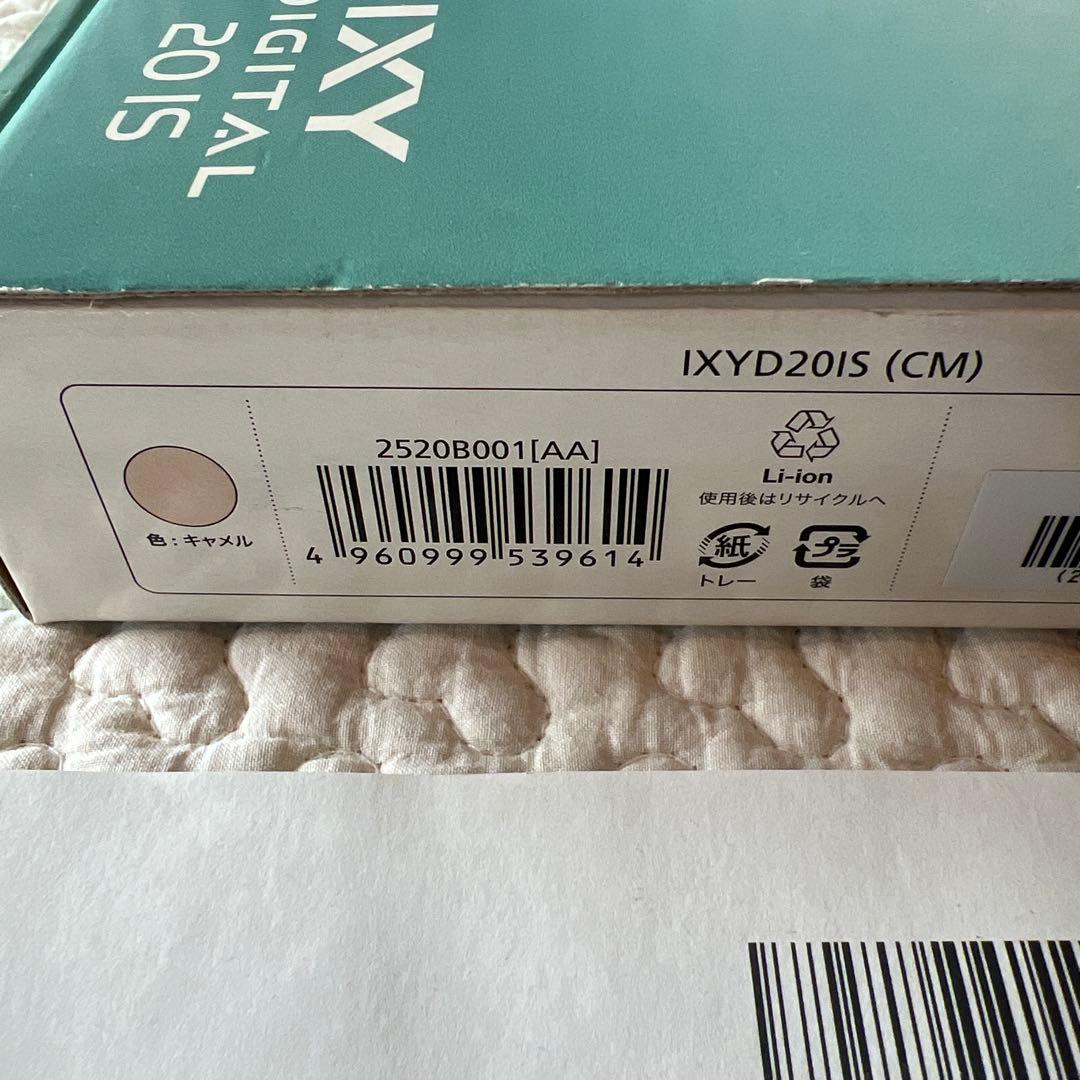 IXY
DIGITAL
20IS
IXYD20IS (CM)
色：キャメル
2520B001[AA]
4 960999 539614
Li-ion
使用後はリサイクルへ
紙
トレー
プラ
袋
(2